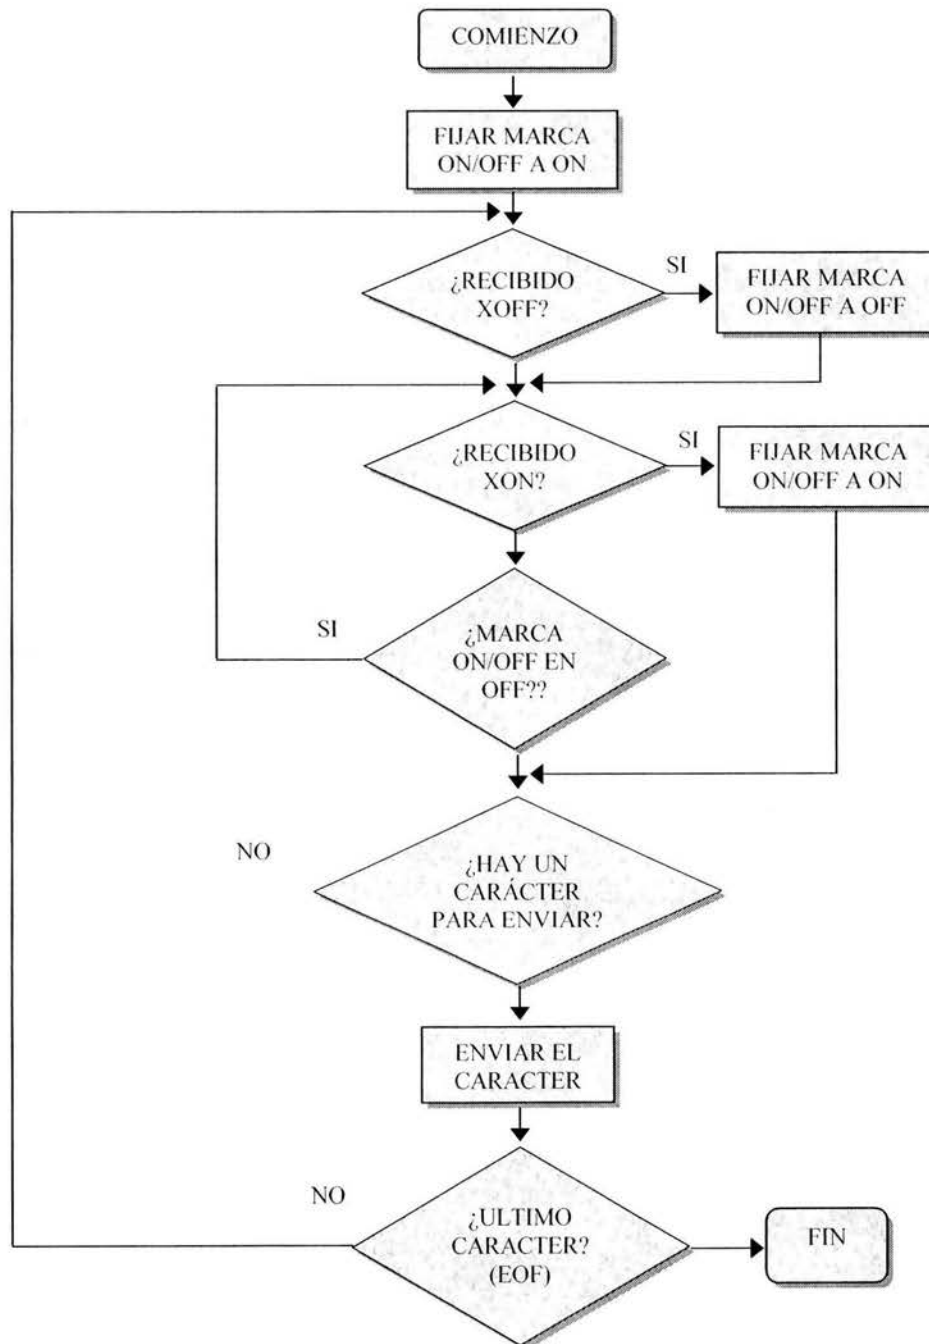 COMIENZO
FIJAR MARCA
ON/OFF A ON
¿RECIBIDO
XOFF?
SI
FIJAR MARCA
ON/OFF A OFF
¿RECIBIDO
XON?
SI
FIJAR MARCA
ON/OFF A ON
SI
¿MARCA
ON/OFF EN
OFF??
NO
¿HAY UN
CARÁCTER
PARA ENVIAR?
ENVIAR EL
CARACTER
NO
¿ULTIMO
CARACTER?
(EOF)
FIN